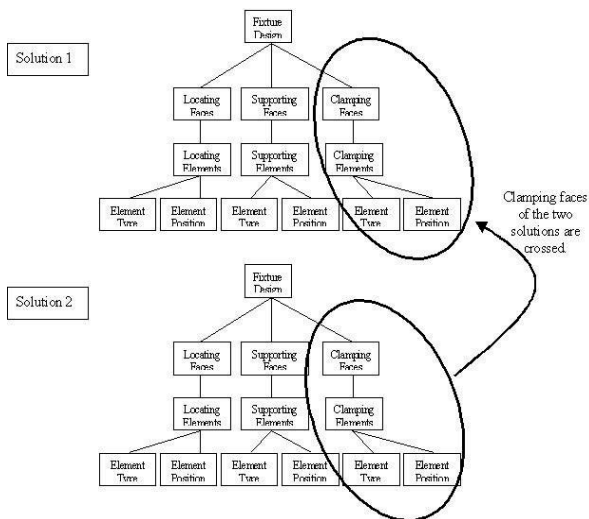 Fixture
Design
Solution 1
Locating
Faces
Supporting
Faces
Clamping
Faces
Locating
Elements
Supporting
Elements
Clamping
Elements
Element
Type
Element
Position
Element
Type
Element
Position
Element
Type
Element
Position
Clamping faces
of the two
solutions are
crossed.
Fixture
Design
Solution 2
Locating
Faces
Supporting
Faces
Clamping
Faces
Locating
Elements
Supporting
Elements
Clamping
Elements
Element
Type
Element
Position
Element
Type
Element
Position
Element
Type
Element
Position